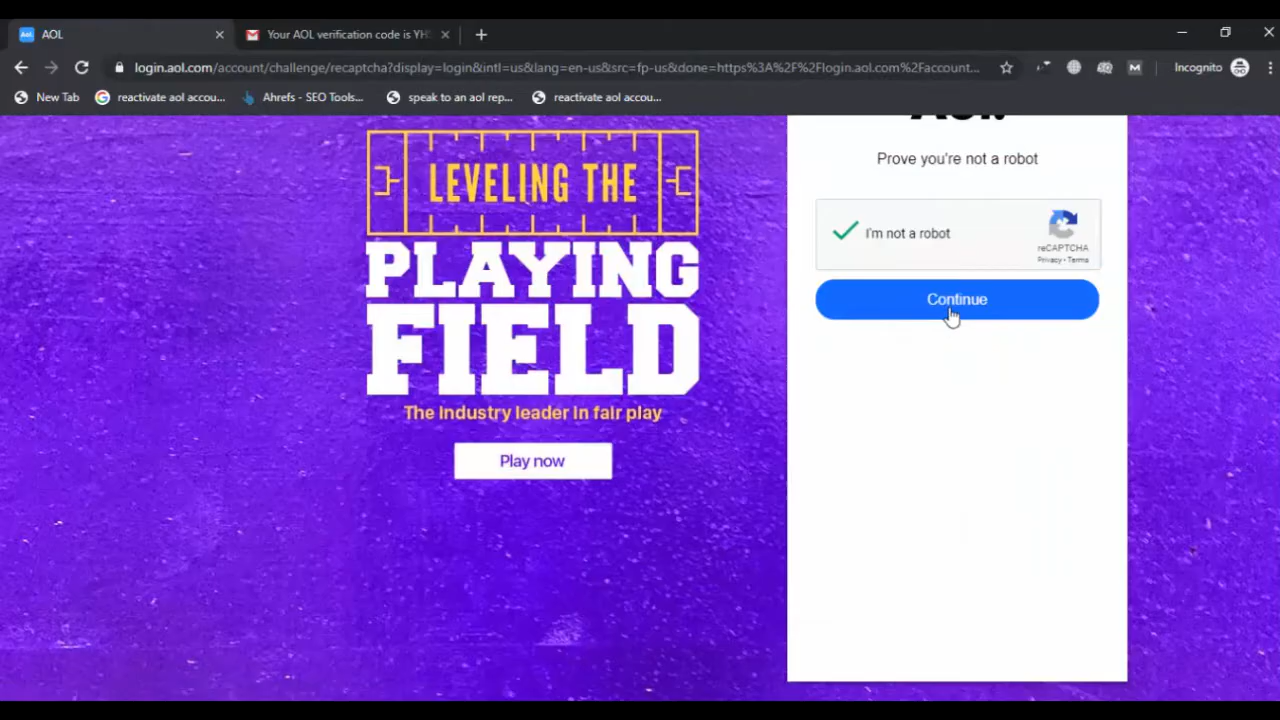 AOL
Your AOL verification code is
login.aol.com/account/challenge/recaptcha?display=login&intl=us&lang=en-us&src=fp-us&done=https%3A%2F%2Flogin.aol.com%2Faccount...
Incognito
New Tab
reactivate aol accou...
Ahrefs - SEO Tools...
speak to an aol rep...
reactivate aol accou...
LEVELING THE
PLAYING
FIELD
The industry leader in fair play
Play now
Aol.
Prove you're not a robot
I'm not a robot
reCAPTCHA
Privacy - Terms
Continue